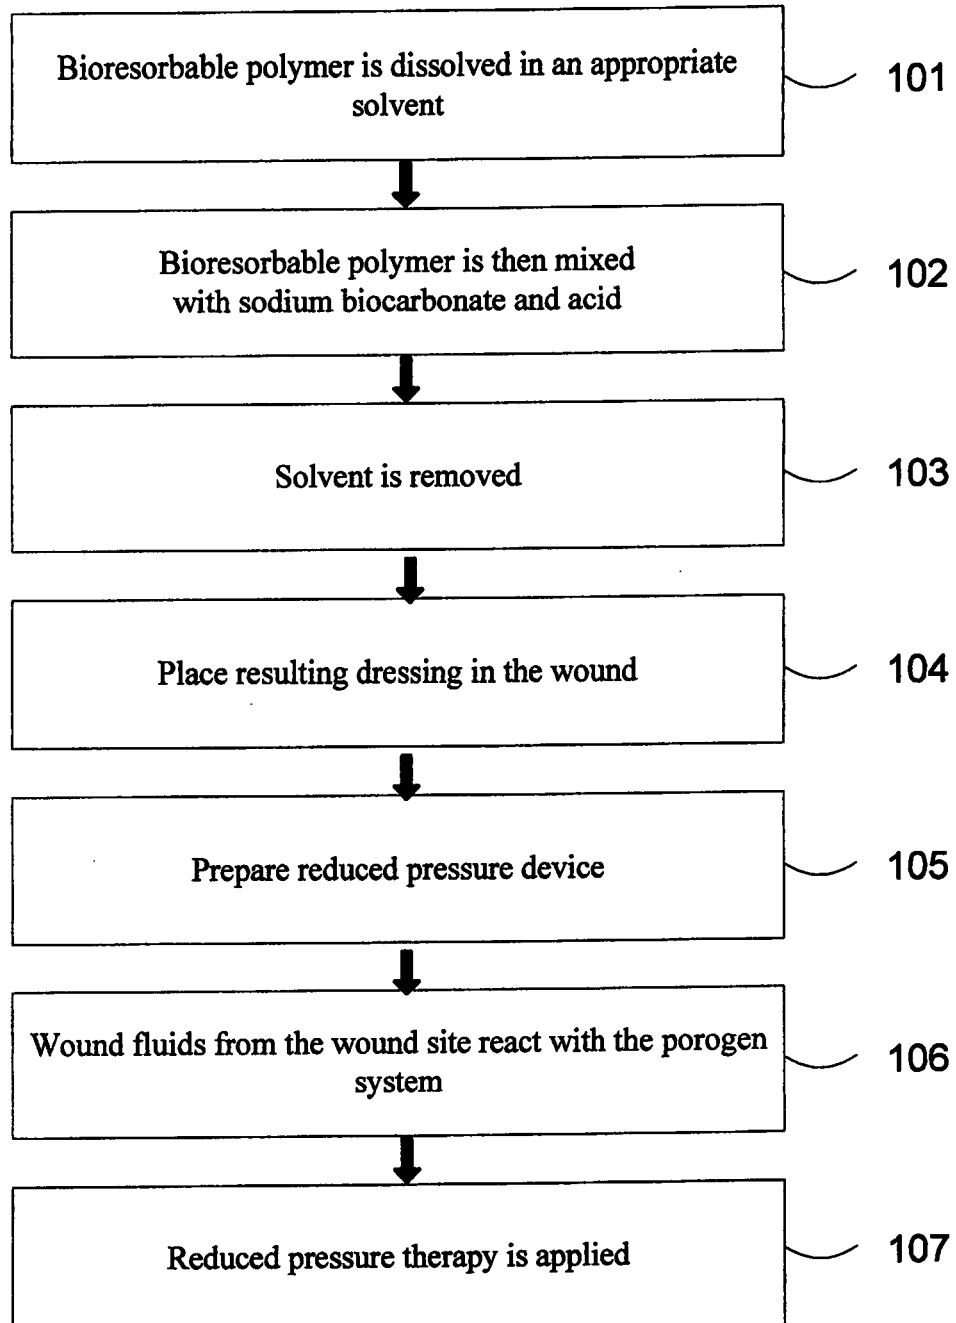 Bioresorbable polymer is dissolved in an appropriate
solvent
101
Bioresorbable polymer is then mixed
with sodium biocarbonate and acid
102
Solvent is removed
103
Place resulting dressing in the wound
104
Prepare reduced pressure device
105
Wound fluids from the wound site react with the porogen
system
106
Reduced pressure therapy is applied
107